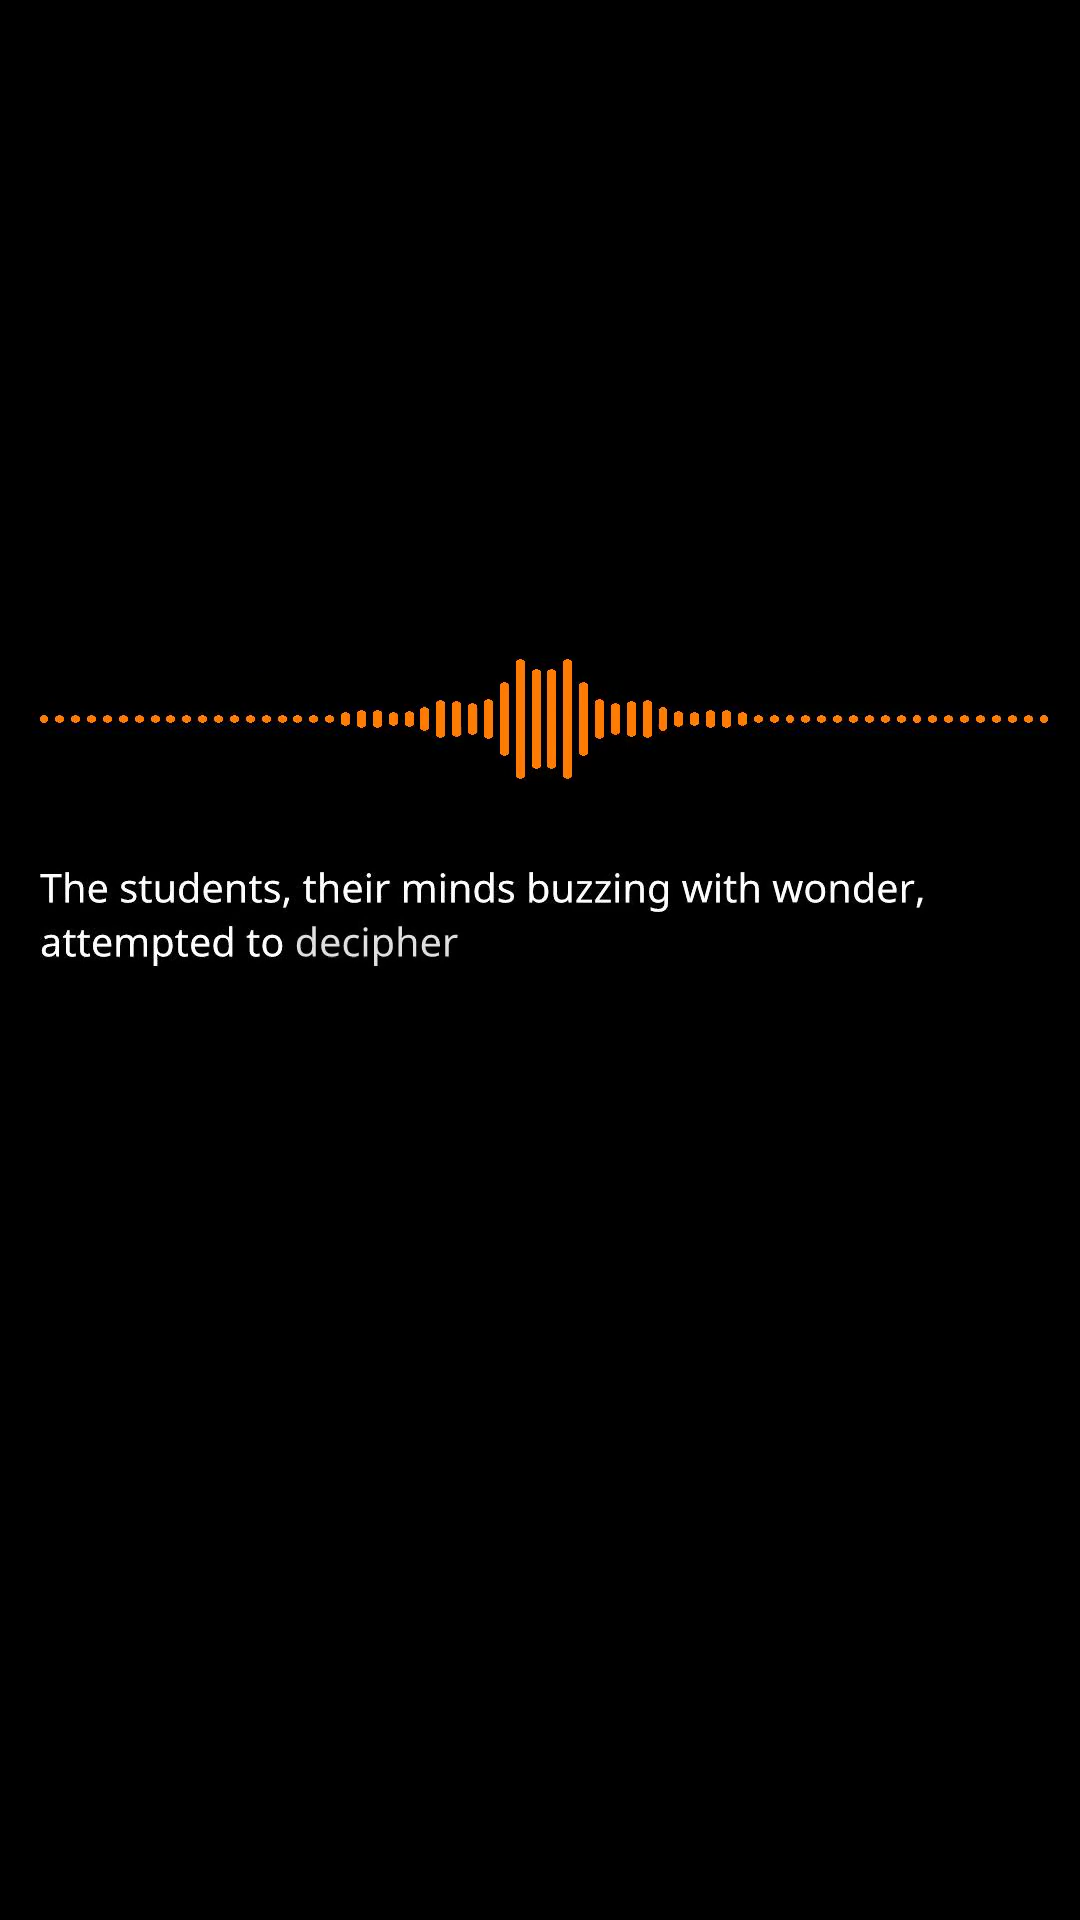 The students, their minds buzzing with wonder,
attempted to decipher